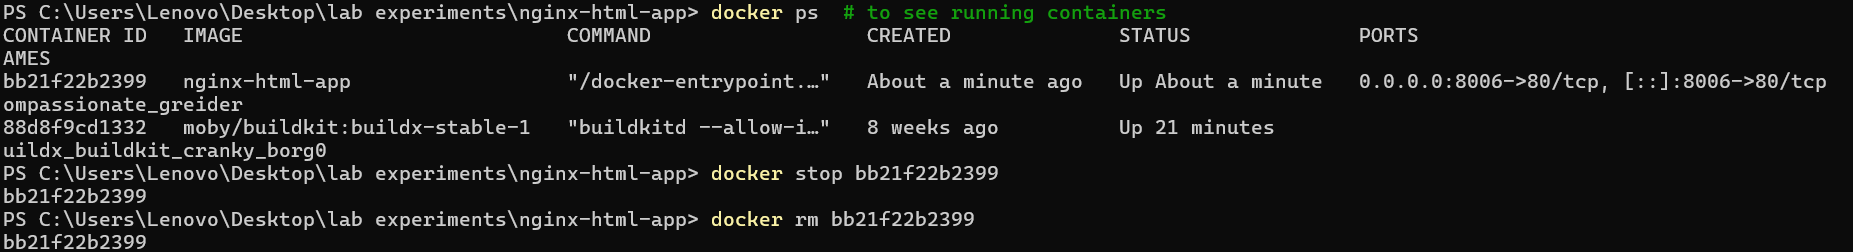 PS C:\Users\Lenovo\Desktop\lab experiments\nginx-html-app> docker ps  # to see running containers
CONTAINER ID   IMAGE                           COMMAND                  CREATED              STATUS              PORTS
AMES
bb21f22b2399   nginx-html-app                  "/docker-entrypoint.…"   About a minute ago   Up About a minute   0.0.0.0:8006->80/tcp, [::]:8006->80/tcp
ompassionate_greider
88d8f9cd1332   moby/buildkit:buildx-stable-1   "buildkitd --allow-i…"   8 weeks ago          Up 21 minutes
uildx_buildkit_cranky_borg0
PS C:\Users\Lenovo\Desktop\lab experiments\nginx-html-app> docker stop bb21f22b2399
bb21f22b2399
PS C:\Users\Lenovo\Desktop\lab experiments\nginx-html-app> docker rm bb21f22b2399
bb21f22b2399